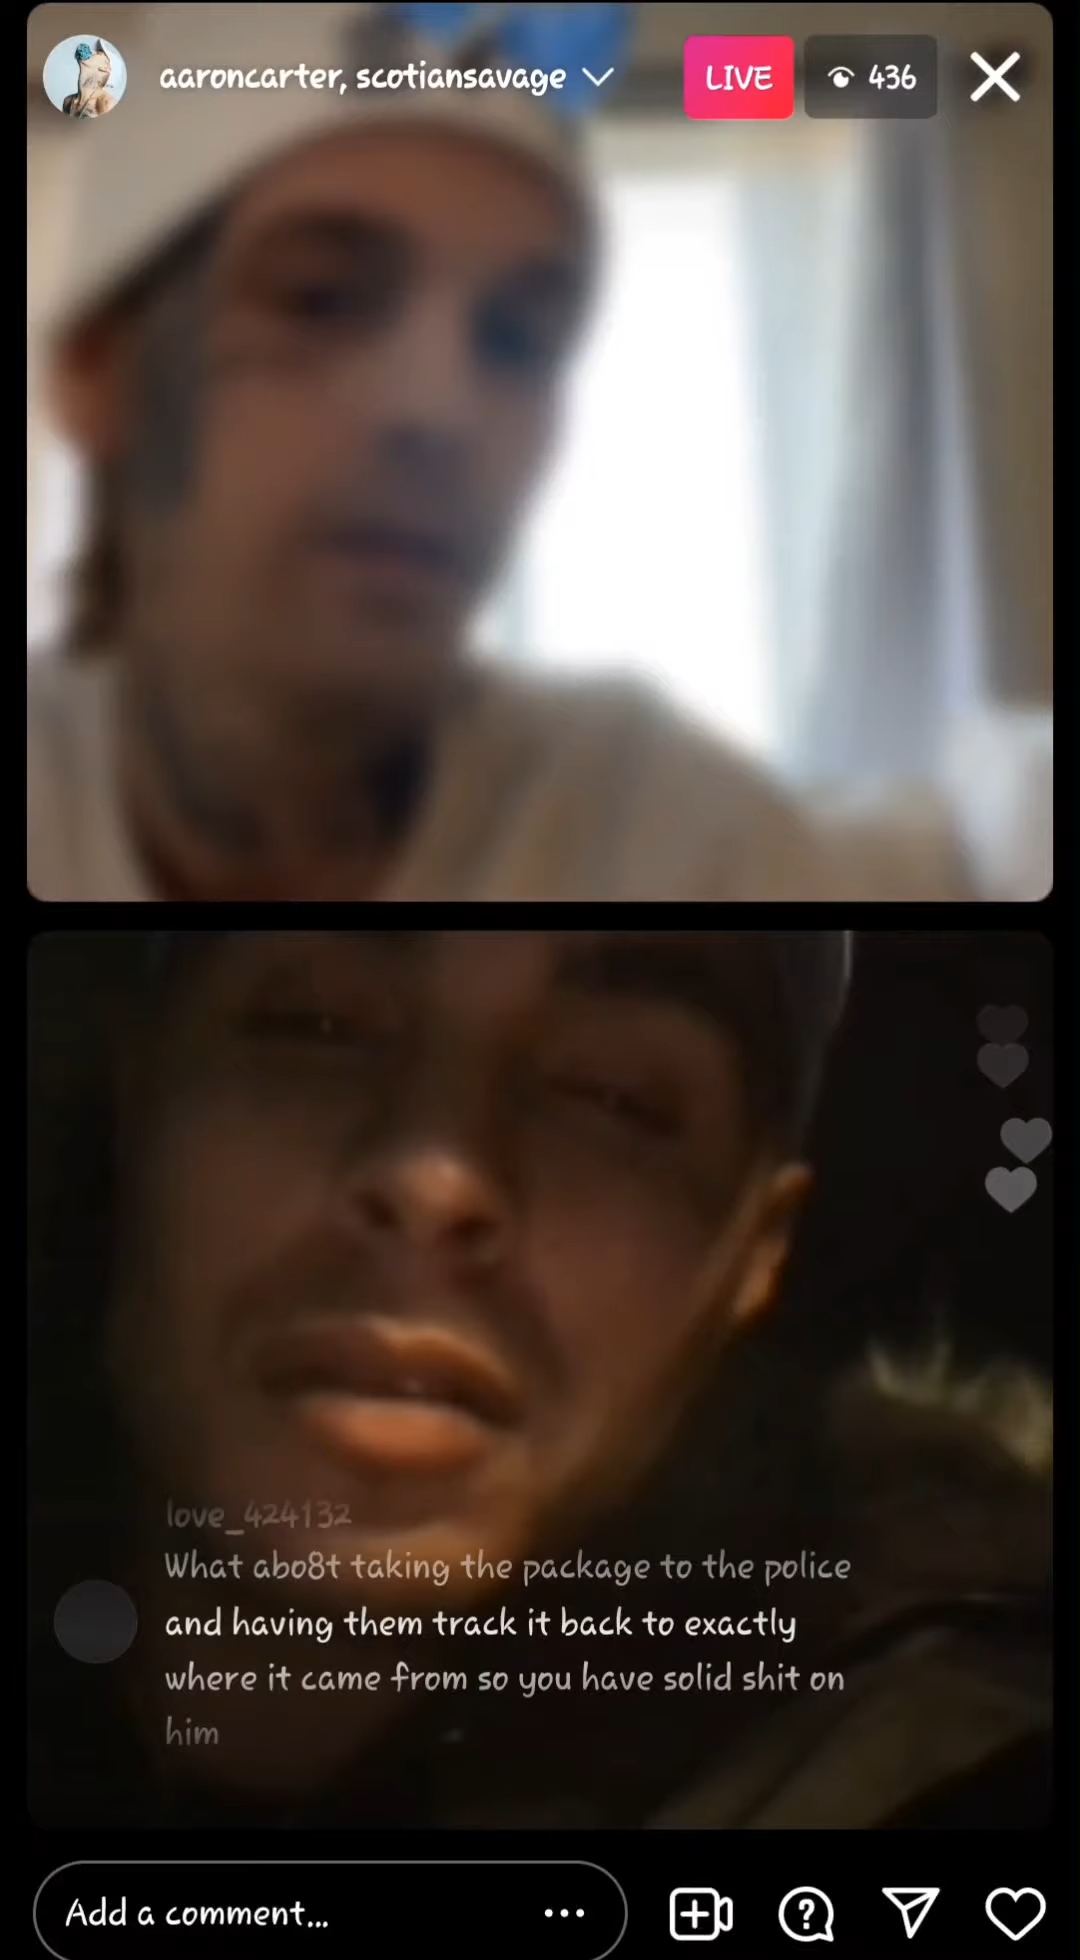 aaroncarter, scotiansavage
LIVE
436
love_424132
What abo8t taking the package to the police
and having them track it back to exactly
where it came from so you have solid shit on
him
Add a comment...